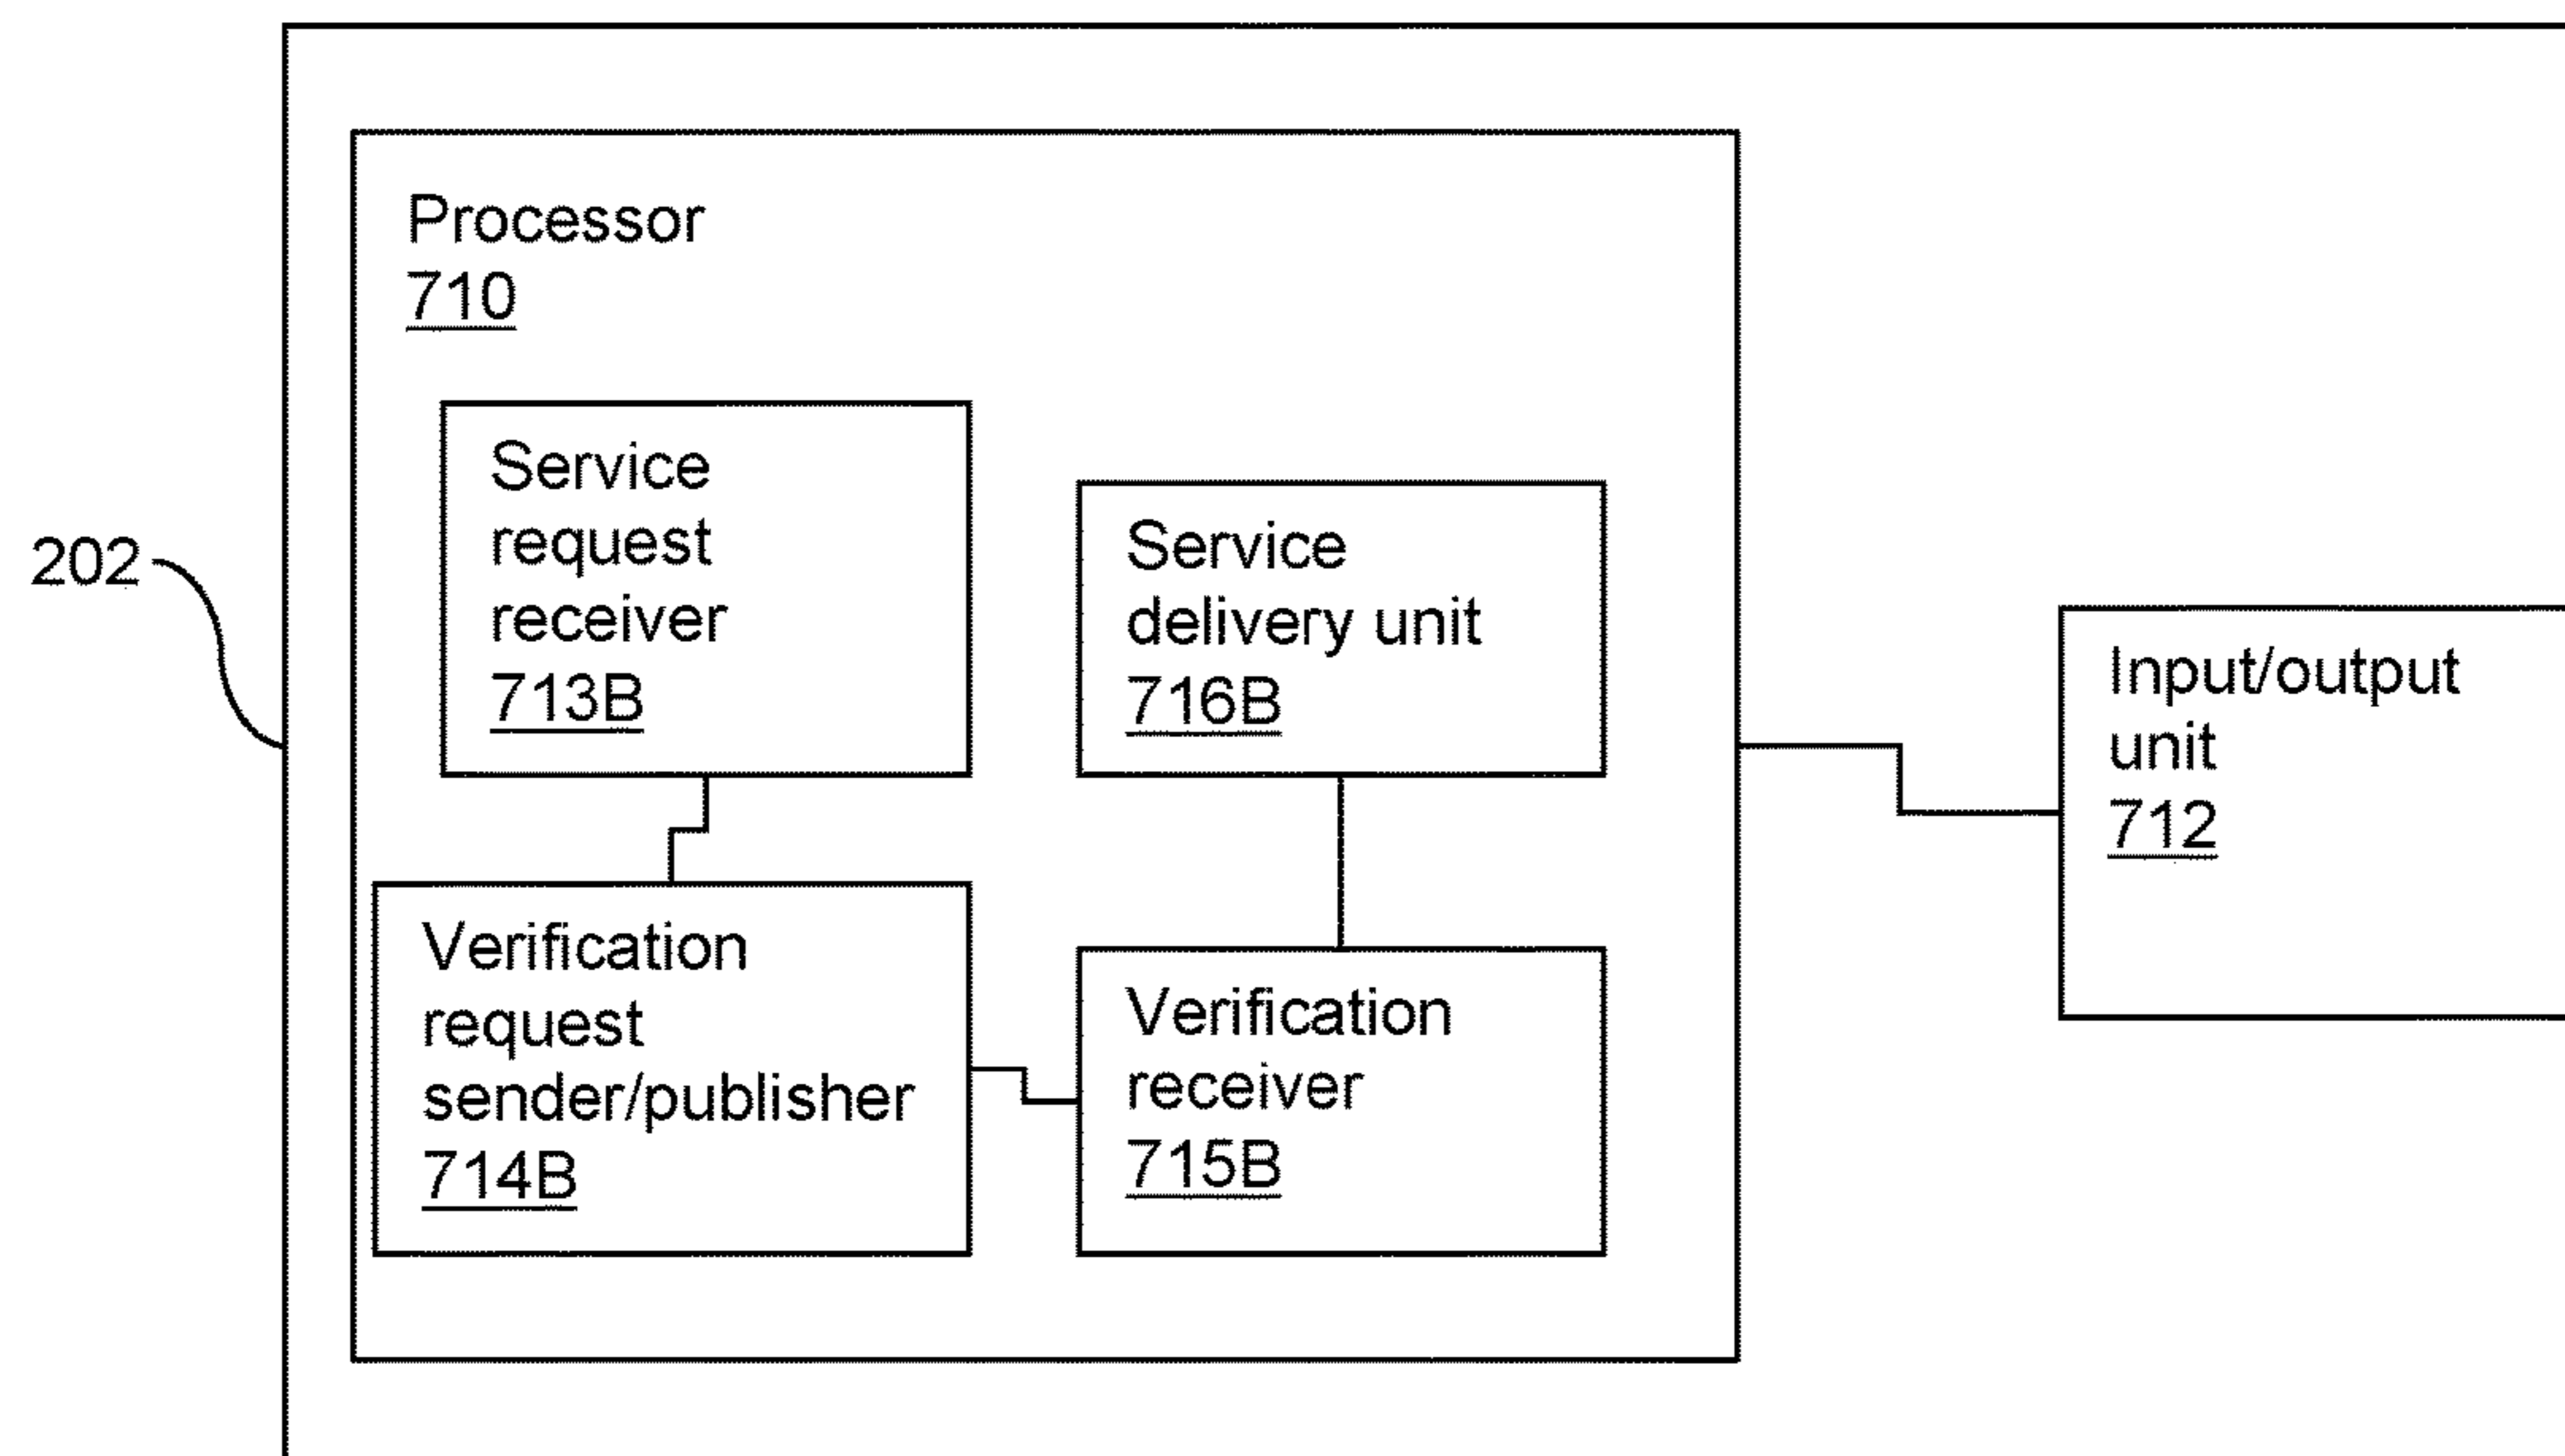 Processor
710
Service
request
receiver
713B
Service
delivery unit
716B
202
Input/output
unit
712
Verification
request
sender/publisher
714B
Verification
receiver
715B